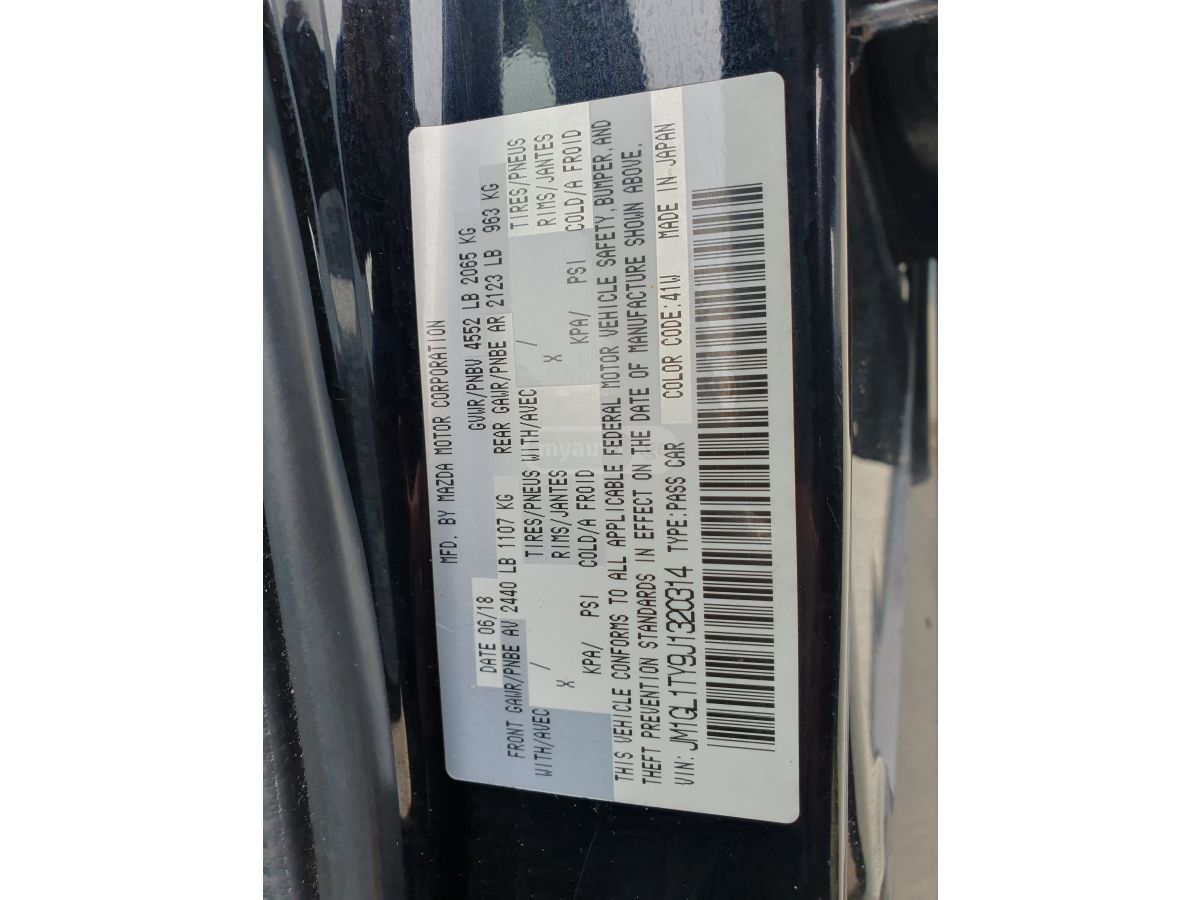 MFD. BY MAZDA MOTOR CORPORATION
DATE 06/18 GVWR/PNBV 4552 LB 2065 KG
FRONT GAWR/PNBE AV 2440 LB 1107 KG REAR GAWR/PNBE AR 2123 LB 963 KG
WITH/AVEC / TIRES/PNEUS WITH/AVEC / TIRES/PNEUS
X RIMS/JANTES X RIMS/JANTES
KPA/ PSI COLD/A FROID KPA/ PSI COLD/A FROID
THIS VEHICLE CONFORMS TO ALL APPLICABLE FEDERAL MOTOR VEHICLE SAFETY, BUMPER, AND
THEFT PREVENTION STANDARDS IN EFFECT ON THE DATE OF MANUFACTURE SHOWN ABOVE.
VIN: JM1GL1TY9J1320314 TYPE:PASS CAR COLOR CODE:41W MADE IN JAPAN